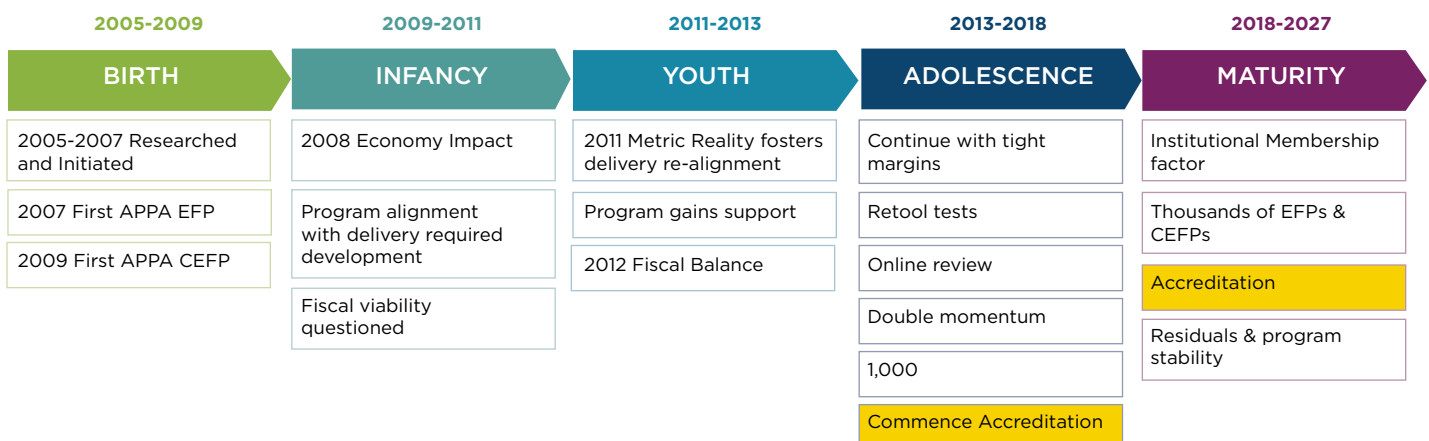 2005-2009
BIRTH
2005-2007 Researched
and Initiated
2007 First APPA EFP
2009 First APPA CEFP
2009-2011
INFANCY
2008 Economy Impact
Program alignment
with delivery required
development
Fiscal viability
questioned
2011-2013
YOUTH
2011 Metric Reality fosters
delivery re-alignment
Program gains support
2012 Fiscal Balance
2013-2018
ADOLESCENCE
Continue with tight
margins
Retool tests
Online review
Double momentum
1,000
Commence Accreditation
2018-2027
MATURITY
Institutional Membership
factor
Thousands of EFPs &
CEFPs
Accreditation
Residuals & program
stability